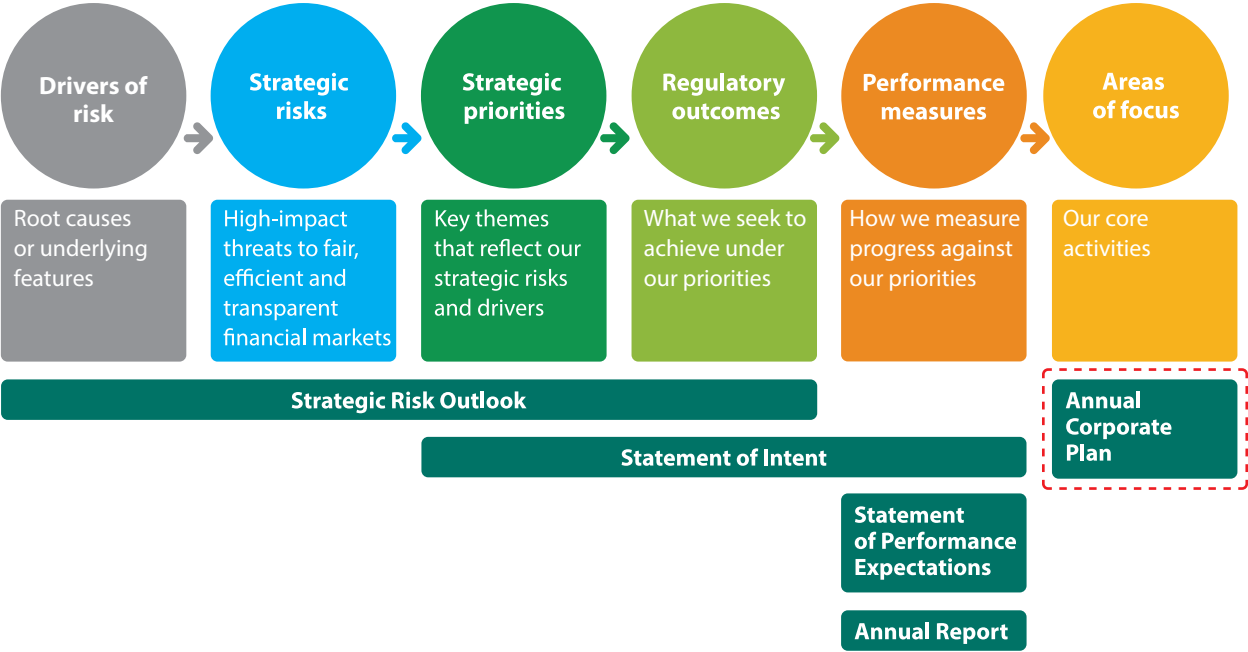 Drivers of
risk
Strategic
risks
Strategic
priorities
Regulatory
outcomes
Performance
measures
Areas
of focus
Root causes
or underlying
features
High-impact
threats to fair,
efficient and
transparent
financial markets
Key themes
that reflect our
strategic risks
and drivers
What we seek to
achieve under
our priorities
How we measure
progress against
our priorities
Our core
activities
Strategic Risk Outlook
Annual
Corporate
Plan
Statement of Intent
Statement
of Performance
Expectations
Annual Report